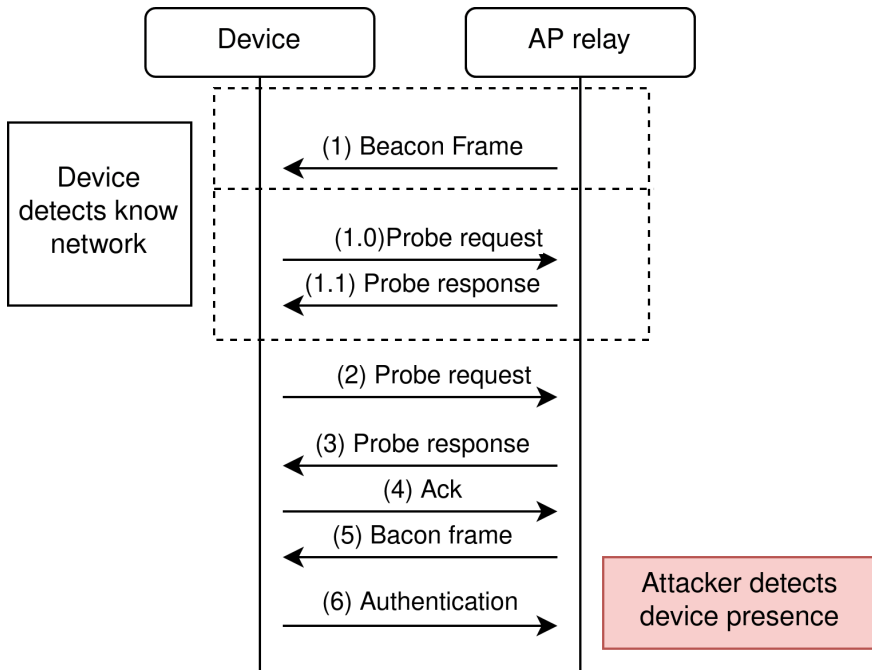 Device
AP relay
(1) Beacon Frame
Device
detects know
network
(1.0)Probe request
(1.1) Probe response
(2) Probe request
(3) Probe response
(4) Ack
(5) Bacon frame
(6) Authentication
Attacker detects
device presence